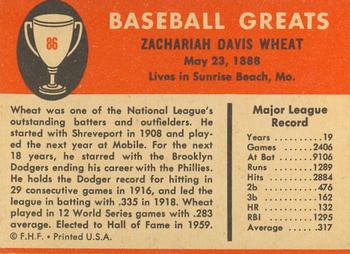 86
BASEBALL GREATS
ZACHARIAH DAVIS WHEAT
May 23, 1888
Lives in Sunrise Beach, Mo.
Wheat was one of the National League's
outstanding batters and outfielders. He
started with Shreveport in 1908 and play-
ed the next year at Mobile. For the next
18 years, he starred with the Brooklyn
Dodgers ending his career with the Phillies.
He holds the Dodger record for hitting in
29 consecutive games in 1916, and led the
league in batting with .335 in 1918. Wheat
played in 12 World Series games with .283
average. Elected to Hall of Fame in 1959.
© F.H.F. • Printed U.S.A.
Major League
Record
Years - - - - - 19
Games - - - - 2406
At Bat - - - - 9106
Runs - - - - - 1289
Hits - - - - - 2884
2b - - - - - - 476
3b - - - - - - 162
HR - - - - - - 132
RBI - - - - - 1295
Average - - - - .317